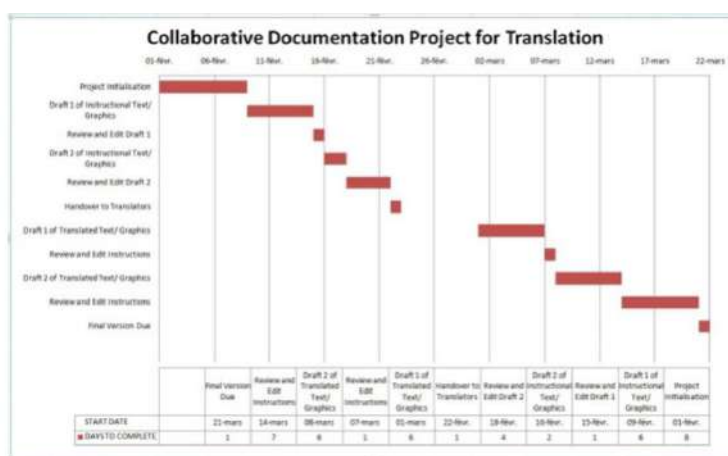 Collaborative Documentation Project for Translation
01-févr. 06-févr. 11-févr. 16-févr. 21-févr. 26-févr. 02-mars 07-mars 12-mars 17-mars 22-mars
Project Initialisation
Draft 1 of Instructional Text/
Graphics
Review and Edit Draft 1
Draft 2 of Instructional Text/
Graphics
Review and Edit Draft 2
Handover to Translators
Draft 1 of Translated Text/ Graphics
Review and Edit Instructions
Draft 2 of Translated Text/ Graphics
Review and Edit Instructions
Final Version Due
Final Version Due Review and Edit Instructions Draft 2 of Translated Text/ Graphics Review and Edit Instructions Draft 1 of Translated Text/ Graphics Handover to Translators Review and Edit Draft 2 Draft 2 of Instructional Text/ Graphics Review and Edit Draft 1 Draft 1 of Instructional Text/ Graphics Project Initialisation
START DATE 21-mars 14-mars 08-mars 07-mars 01-mars 22-févr. 18-févr. 16-févr. 15-févr. 09-févr. 01-févr.
DAYS TO COMPLETE 1 7 6 1 6 1 4 2 1 6 8